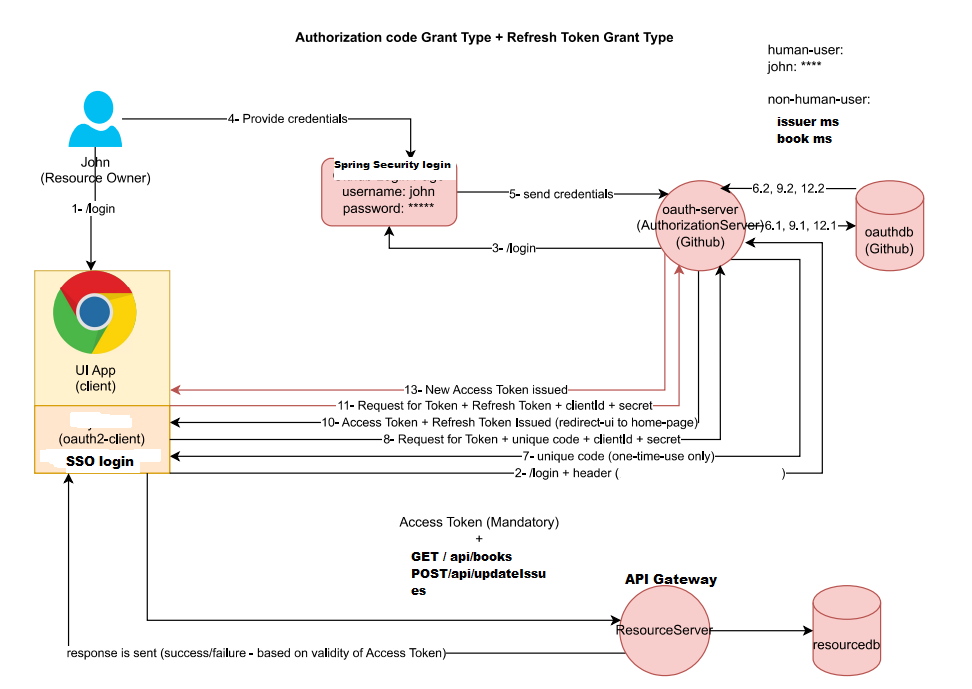 Authorization code Grant Type + Refresh Token Grant Type
human-user:
john: ****
non-human-user:
issuer ms
book ms
4- Provide credentials
John
(Resource Owner)
1- /login
Spring Security login
username: john
password: *****
5- send credentials
3- /login
oauth-server
(AuthorizationServer)
(Github)
6.2, 9.2, 12.2
6.1, 9.1, 12.1
oauthdb
(Github)
UI App
(client)
(oauth2-client)
SSO login
13- New Access Token issued
11- Request for Token + Refresh Token + clientId + secret
10- Access Token + Refresh Token Issued (redirect-ui to home-page)
8- Request for Token + unique code + clientId + secret
7- unique code (one-time-use only)
2- /login + header ( )
Access Token (Mandatory)
+
GET / api/books
POST/api/updateIssu
es
API Gateway
ResourceServer
resourcedb
response is sent (success/failure - based on validity of Access Token)